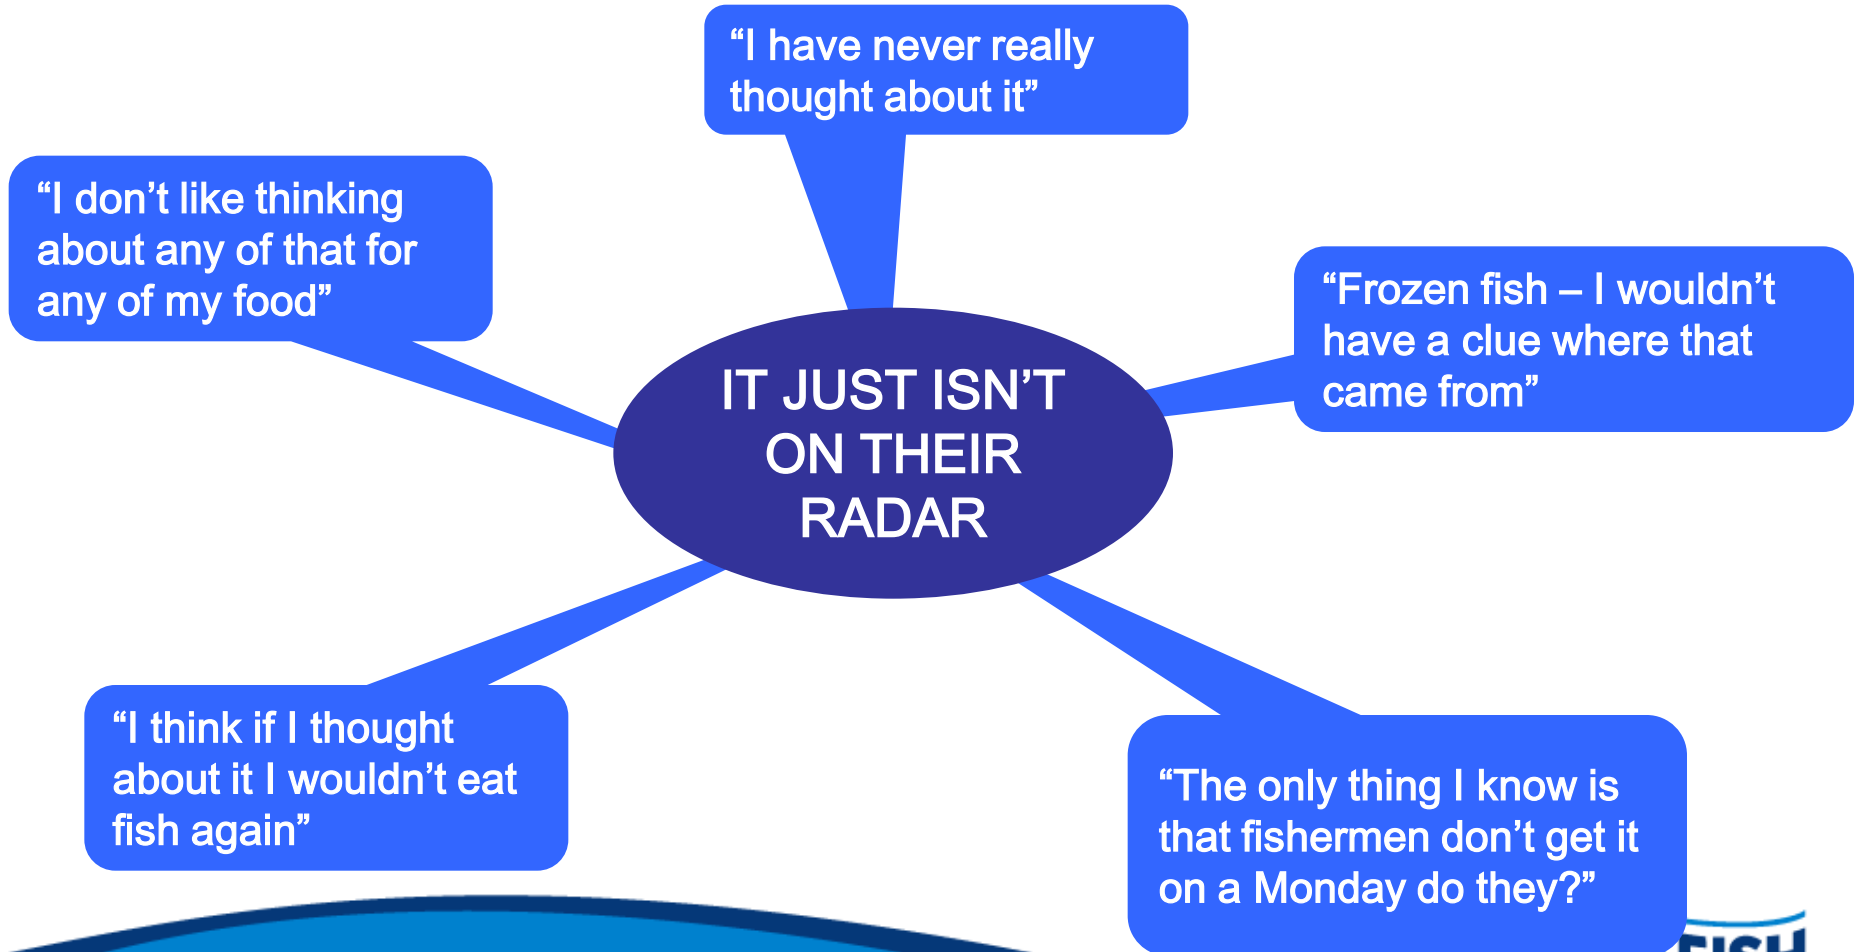 “I have never really
thought about it”
“I don’t like thinking
about any of that for
any of my food”
“Frozen fish – I wouldn’t
have a clue where that
came from”
IT JUST ISN’T
ON THEIR
RADAR
“I think if I thought
about it I wouldn’t eat
fish again”
“The only thing I know is
that fishermen don’t get it
on a Monday do they?”
FISH